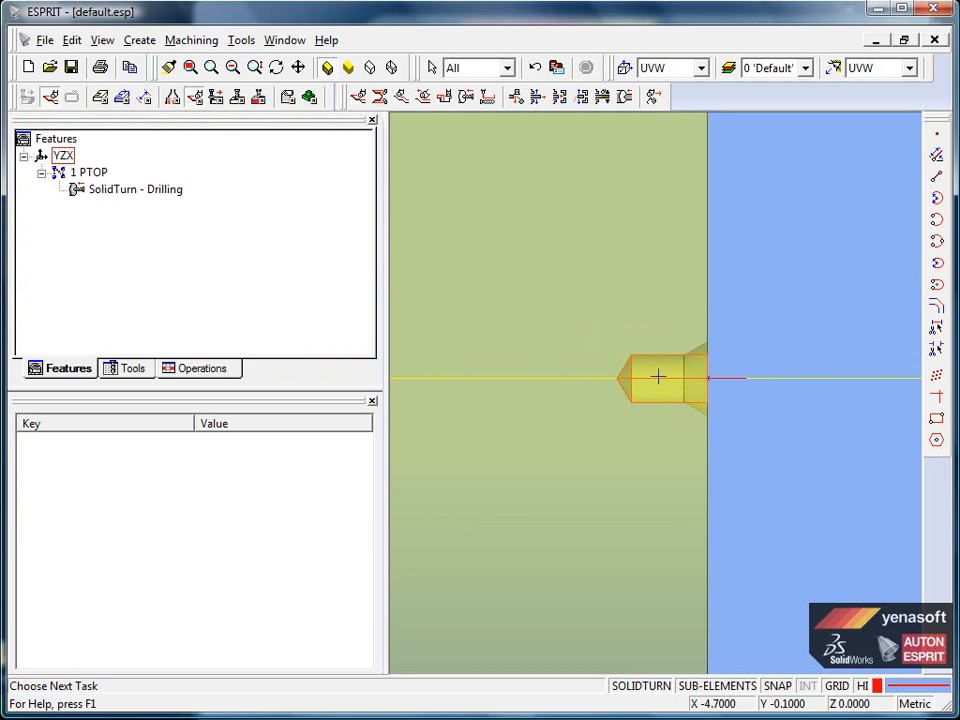 ESPRIT - [default.esp]
File Edit View Create Machining Tools Window Help
All UVW 0 'Default' UVW
Features
YZX
1 PTOP
SolidTurn - Drilling
Features Tools Operations
Key Value
yenasoft
SolidWorks
AUTON
ESPRIT
Choose Next Task
SOLIDTURN SUB-ELEMENTS SNAP INT GRID HI
For Help, press F1
X -4.7000 Y -0.1000 Z 0.0000 Metric